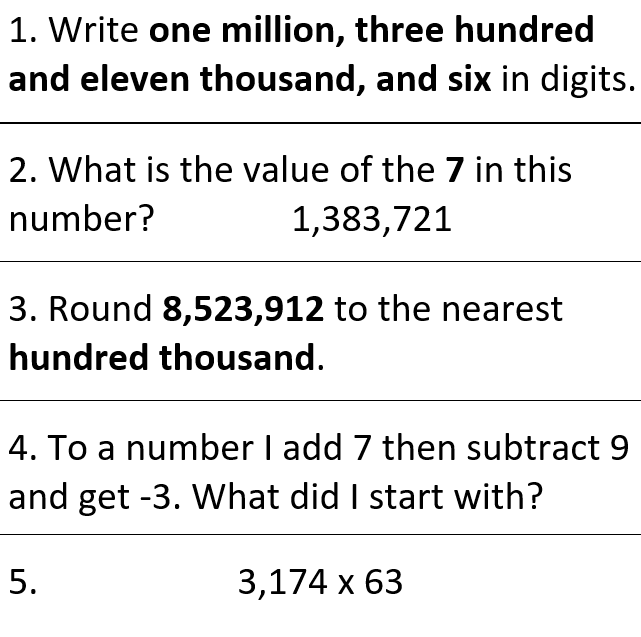 1. Write one million, three hundred
and eleven thousand, and six in digits.
2. What is the value of the 7 in this
number? 1,383,721
3. Round 8,523,912 to the nearest
hundred thousand.
4. To a number I add 7 then subtract 9
and get -3. What did I start with?
5. 3,174 x 63